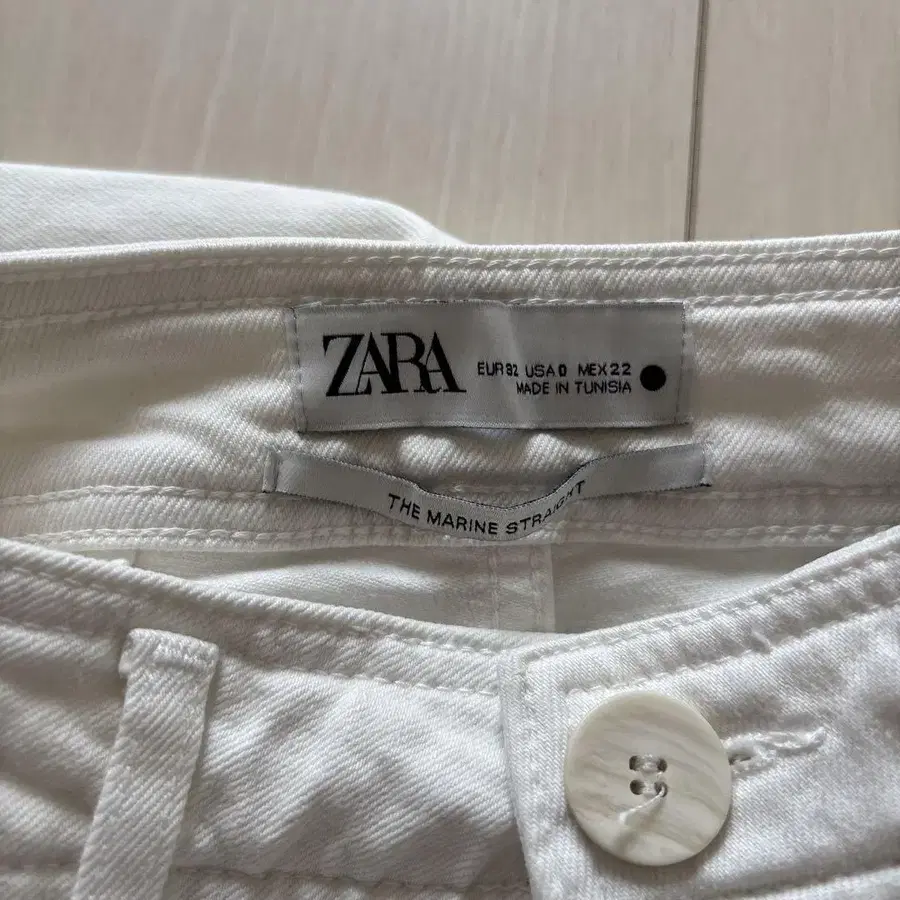 ZARA
EUR 32 USA 0 MEX 22
MADE IN TUNISIA
THE MARINE STRAIGHT